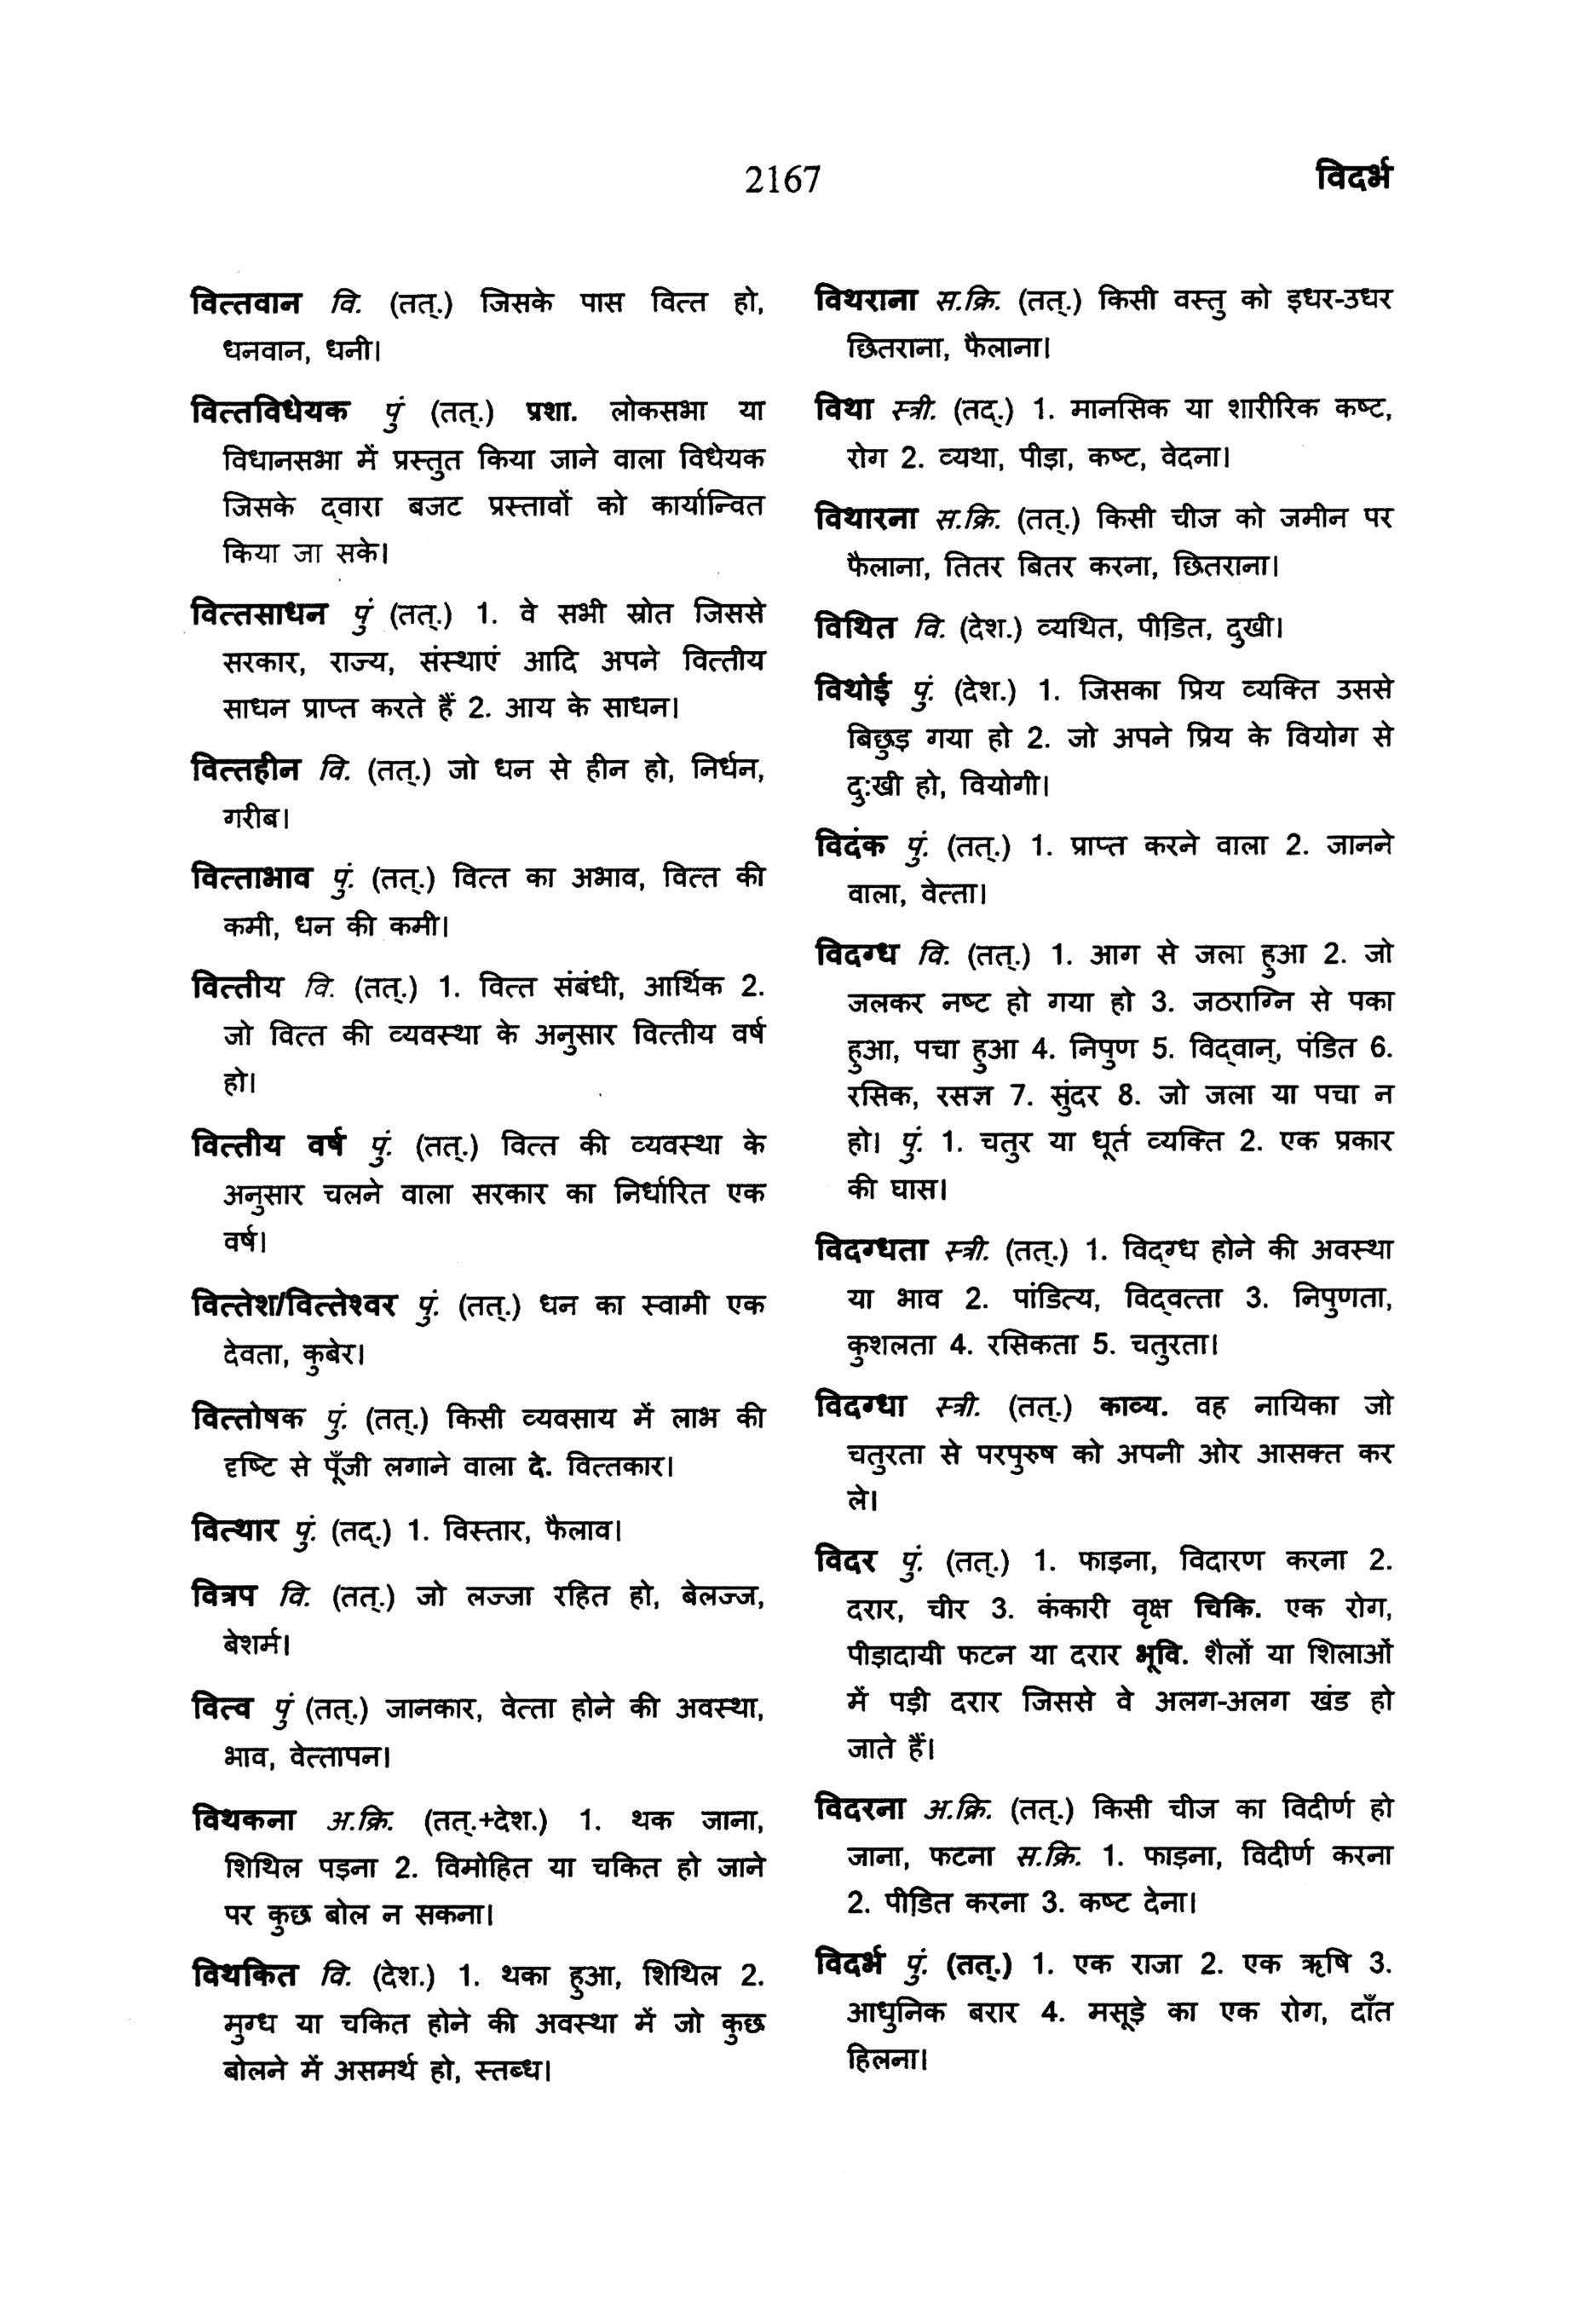 2167
विदर्भ
वित्तवान वि. (तत्.) जिसके पास वित्त हो,
धनवान, धनी।
वित्तविधेयक पुं (तत्.) प्रशा. लोकसभा या
विधानसभा में प्रस्तुत किया जाने वाला विधेयक
जिसके द्‌वारा बजट प्रस्तावों को कार्यान्वित
किया जा सके।
वित्तसाधन पुं (तत्.) 1. वे सभी स्रोत जिससे
सरकार, राज्य, संस्थाएं आदि अपने वित्तीय
साधन प्राप्त करते हैं 2. आय के साधन।
वित्तहीन वि. (तत्.) जो धन से हीन हो, निर्धन,
गरीब।
वित्ताभाव पुं. (तत्.) वित्त का अभाव, वित्त की
कमी, धन की कमी।
वित्तीय वि. (तत्.) 1. वित्त संबंधी, आर्थिक 2.
जो वित्त की व्यवस्था के अनुसार वित्तीय वर्ष
हो।
वित्तीय वर्ष पुं. (तत्.) वित्त की व्यवस्था के
अनुसार चलने वाला सरकार का निर्धारित एक
वर्ष।
वित्तेश/वित्तेश्वर पुं. (तत्.) धन का स्वामी एक
देवता, कुबेर।
वित्तोषक पुं. (तत्.) किसी व्यवसाय में लाभ की
दृष्टि से पूँजी लगाने वाला दे. वित्तकार।
वित्थार पुं. (तद्.) 1. विस्तार, फैलाव।
वित्रप वि. (तत्.) जो लज्जा रहित हो, बेलज्ज,
बेशर्म।
वित्व पुं (तत्.) जानकार, वेत्ता होने की अवस्था,
भाव, वेत्तापन।
विथकना अ.क्रि. (तत्.+देश.) 1. थक जाना,
शिथिल पड़ना 2. विमोहित या चकित हो जाने
पर कुछ बोल न सकना।
विथकित वि. (देश.) 1. थका हुआ, शिथिल 2.
मुग्ध या चकित होने की अवस्था में जो कुछ
बोलने में असमर्थ हो, स्तब्ध।
विथराना स.क्रि. (तत्.) किसी वस्तु को इधर-उधर
छितराना, फैलाना।
विथा स्त्री. (तद्.) 1. मानसिक या शारीरिक कष्ट,
रोग 2. व्यथा, पीड़ा, कष्ट, वेदना।
विथारना स.क्रि. (तत्.) किसी चीज को जमीन पर
फैलाना, तितर बितर करना, छितराना।
विथित वि. (देश.) व्यथित, पीडि़त, दुखी।
विथोई पुं. (देश.) 1. जिसका प्रिय व्यक्ति उससे
बिछुड़ गया हो 2. जो अपने प्रिय के वियोग से
दु:खी हो, वियोगी।
विदंक पुं. (तत्.) 1. प्राप्त करने वाला 2. जानने
वाला, वेत्ता।
विदग्ध वि. (तत्.) 1. आग से जला हुआ 2. जो
जलकर नष्ट हो गया हो 3. जठराग्नि से पका
हुआ, पचा हुआ 4. निपुण 5. विद्‌वान्, पंडित 6.
रसिक, रसज्ञ 7. सुंदर 8. जो जला या पचा न
हो। पुं. 1. चतुर या धूर्त व्यक्ति 2. एक प्रकार
की घास।
विदग्धता स्त्री. (तत्.) 1. विद्‌ग्ध होने की अवस्था
या भाव 2. पांडित्य, विद्‌वत्ता 3. निपुणता,
कुशलता 4. रसिकता 5. चतुरता।
विदग्धा स्त्री. (तत्.) काव्य. वह नायिका जो
चतुरता से परपुरुष को अपनी ओर आसक्त कर
ले।
विदर पुं. (तत्.) 1. फाड़ना, विदारण करना 2.
दरार, चीर 3. कंकारी वृक्ष चिकि. एक रोग,
पीड़ादायी फटन या दरार भूवि. शैलों या शिलाओं
में पड़ी दरार जिससे वे अलग-अलग खंड हो
जाते हैं।
विदरना अ.क्रि. (तत्.) किसी चीज का विदीर्ण हो
जाना, फटना स.क्रि. 1. फाड़ना, विदीर्ण करना
2. पीडि़त करना 3. कष्ट देना।
विदर्भ पुं. (तत्.) 1. एक राजा 2. एक ऋषि 3.
आधुनिक बरार 4. मसूड़े का एक रोग, दाँत
हिलना।